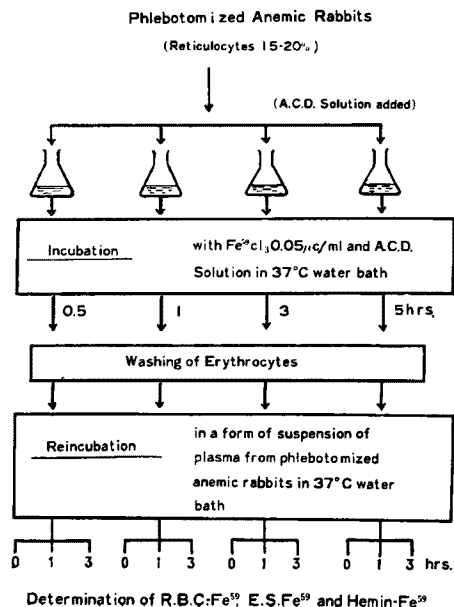 Phlebotomized Anemic Rabbits
(Reticulocytes 15-20%)
(A.C.D. Solution added)
Incubation
with Fe⁵⁹cl₃ 0.05μc/ml and A.C.D.
Solution in 37°C water bath
0.5 1 3 5hrs.
Washing of Erythrocytes
Reincubation
in a form of suspension of
plasma from phlebotomized
anemic rabbits in 37°C water
bath
0 1 3 0 1 3 0 1 3 0 1 3 hrs.
Determination of R.B.C.-Fe⁵⁹, E.S.Fe⁵⁹ and Hemin-Fe⁵⁹